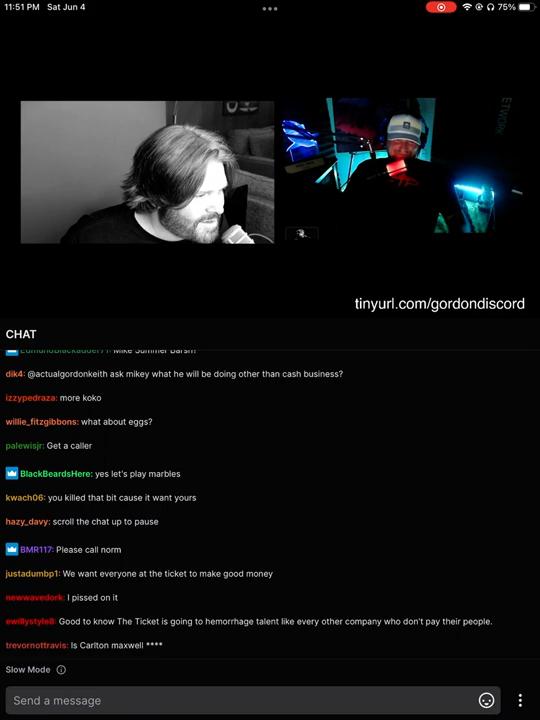 11:51 PM Sat Jun 4
75%
ETWORK
tinyurl.com/gordondiscord
CHAT
EdmundBlackadder71: Mike Summer Barsm
dik4: @actualgordonkeith ask mikey what he will be doing other than cash business?
izzypedraza: more koko
willie_fitzgibbons: what about eggs?
palewisjr: Get a caller
BlackBeardsHere: yes let's play marbles
kwach06: you killed that bit cause it want yours
hazy_davy: scroll the chat up to pause
BMR117: Please call norm
justadumbp1: We want everyone at the ticket to make good money
newwavedork: I pissed on it
ewillystyle8: Good to know The Ticket is going to hemorrhage talent like every other company who don't pay their people.
trevornottravis: Is Carlton maxwell ****
Slow Mode
Send a message